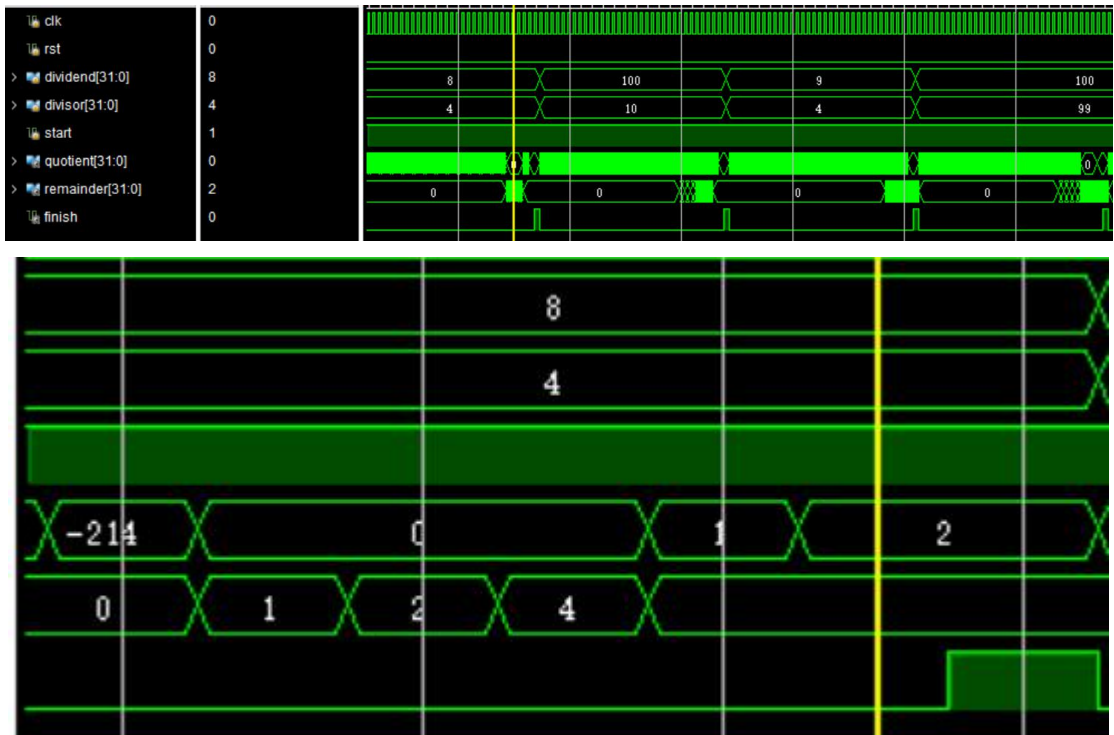 clk 0
rst 0
dividend[31:0] 8 8 100 9 100
divisor[31:0] 4 4 10 4 99
start 1
quotient[31:0] 0 0 0
remainder[31:0] 2 0 0 0 0
finish 0
8
4
-214 0 1 2
0 1 2 4